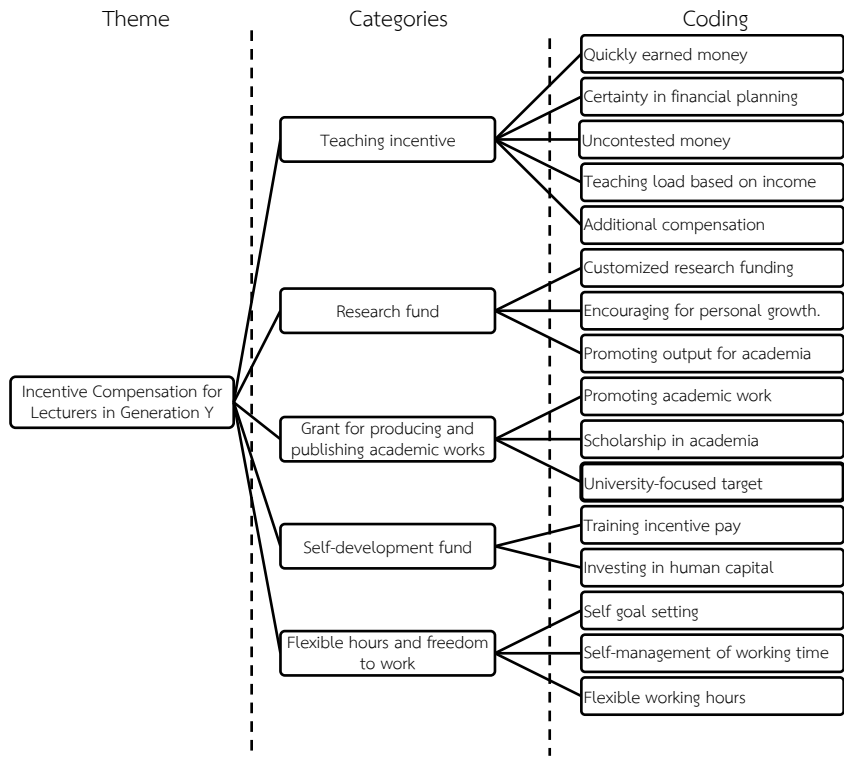 Theme
Categories
Coding
Incentive Compensation for
Lecturers in Generation Y
Teaching incentive
Quickly earned money
Certainty in financial planning
Uncontested money
Teaching load based on income
Additional compensation
Research fund
Customized research funding
Encouraging for personal growth.
Promoting output for academia
Grant for producing and
publishing academic works
Promoting academic work
Scholarship in academia
University-focused target
Self-development fund
Training incentive pay
Investing in human capital
Flexible hours and freedom
to work
Self goal setting
Self-management of working time
Flexible working hours